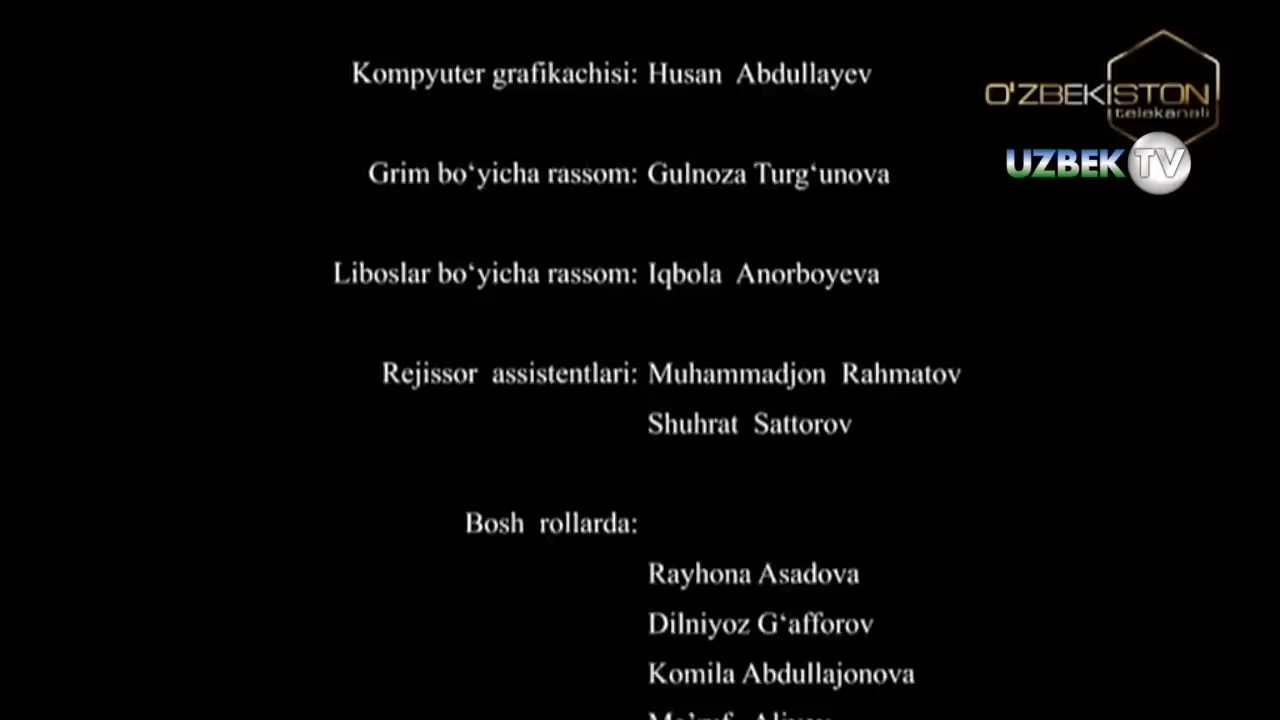 Kompyuter grafikachisi: Husan Abdullayev
Grim bo‘yicha rassom: Gulnoza Turg‘unova
Liboslar bo‘yicha rassom: Iqbola Anorboyeva
Rejissor assistentlari: Muhammadjon Rahmatov
Shuhrat Sattorov
Bosh rollarda:
Rayhona Asadova
Dilniyoz G‘afforov
Komila Abdullajonova
O'ZBEKISTON
telekanali
UZBEK TV